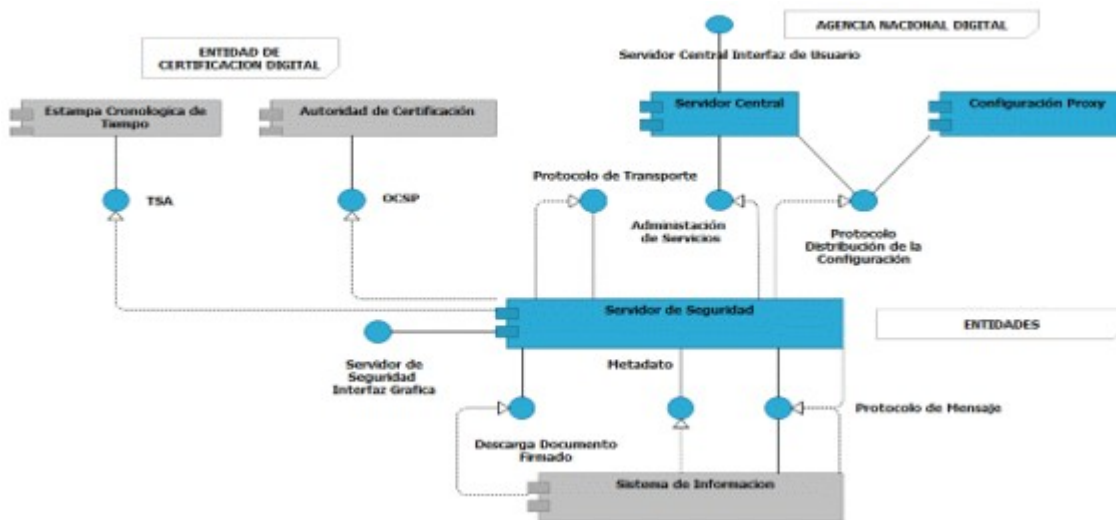 AGENCIA NACIONAL DIGITAL
ENTIDAD DE
CERTIFICACION DIGITAL
Servidor Central Interfaz de Usuario
Estampa Cronologica de
Tiempo
Autoridad de Certificación
Servidor Central
Configuración Proxy
Protocolo de Transporte
TSA
OCSP
Administación
de Servicios
Protocolo
Distribución de la
Configuración
Servidor de Seguridad
ENTIDADES
Servidor de
Seguridad
Interfaz Grafica
Metadato
Protocolo de Mensaje
Descarga Documento
Firmado
Sistema de Informacion